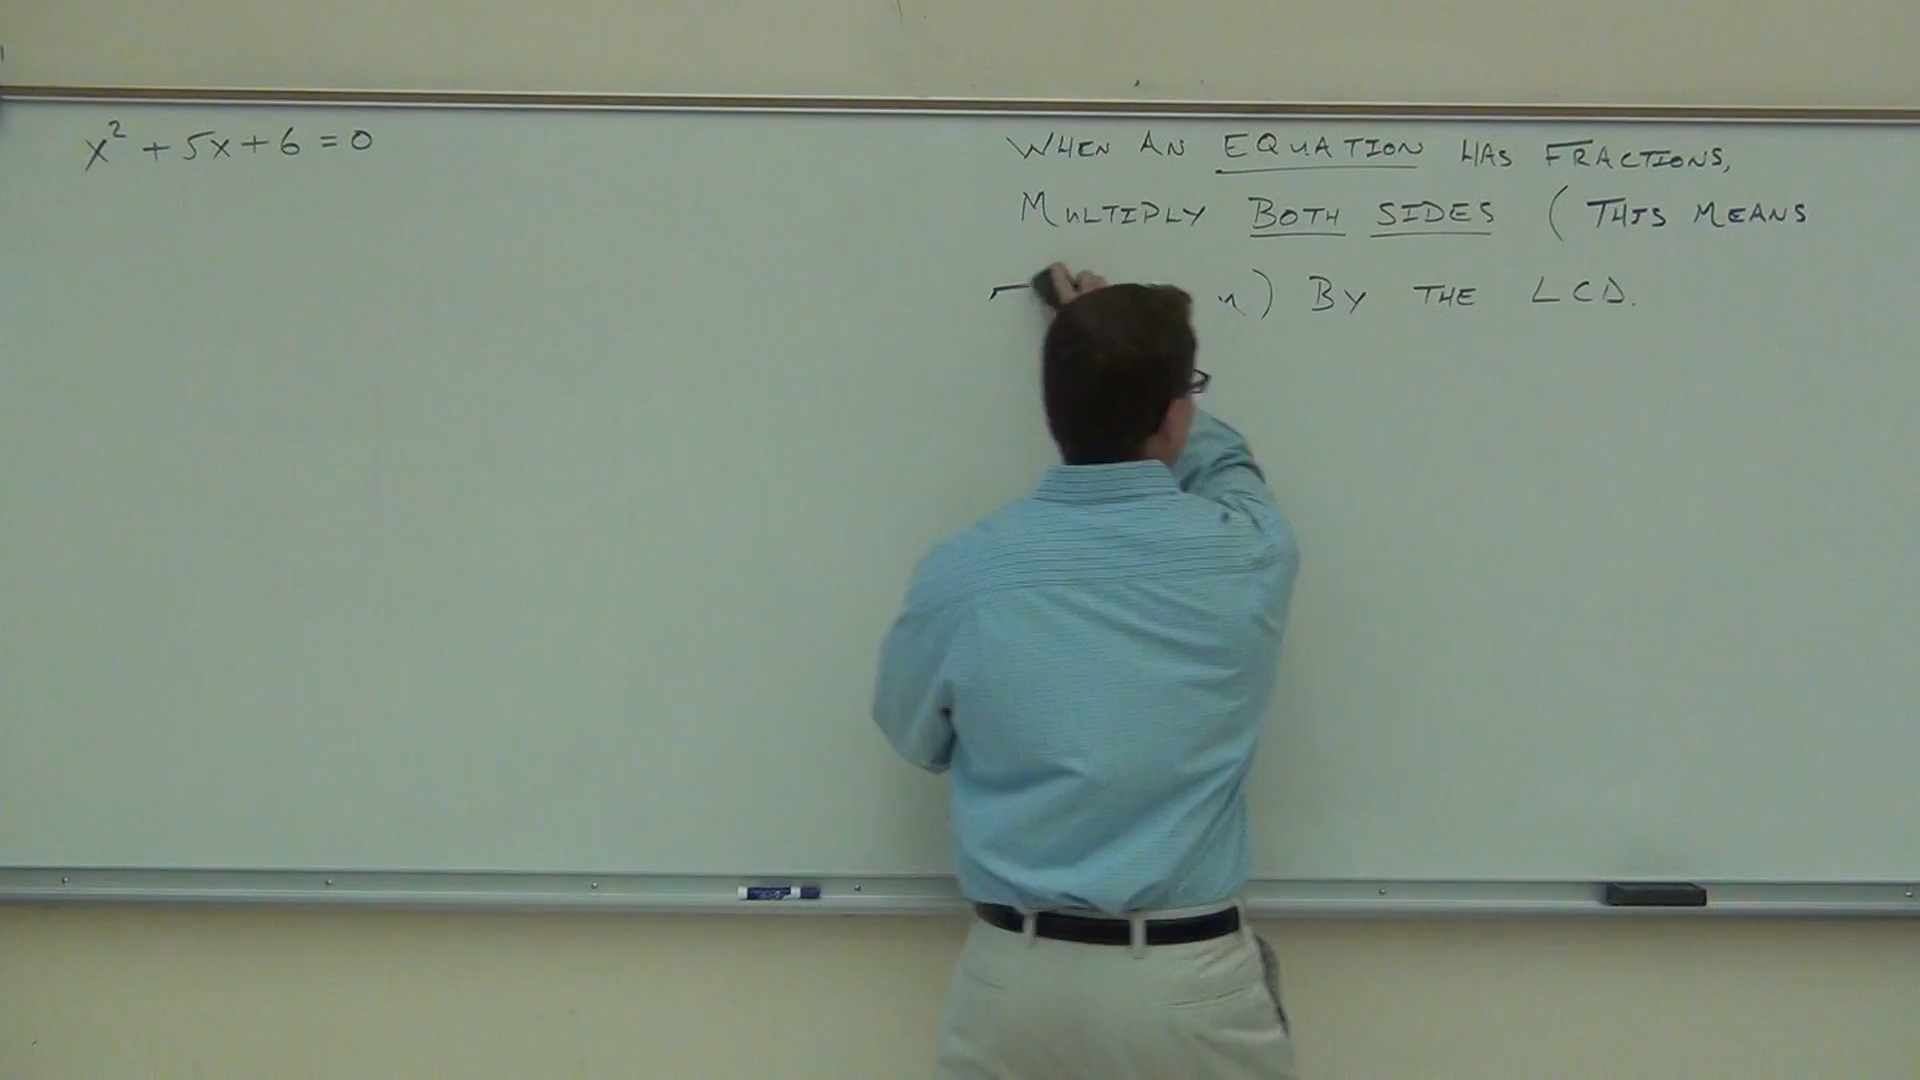 x² + 5x + 6 = 0
WHEN AN EQUATION HAS FRACTIONS,
MULTIPLY BOTH SIDES (THIS MEANS
) BY THE LCD.